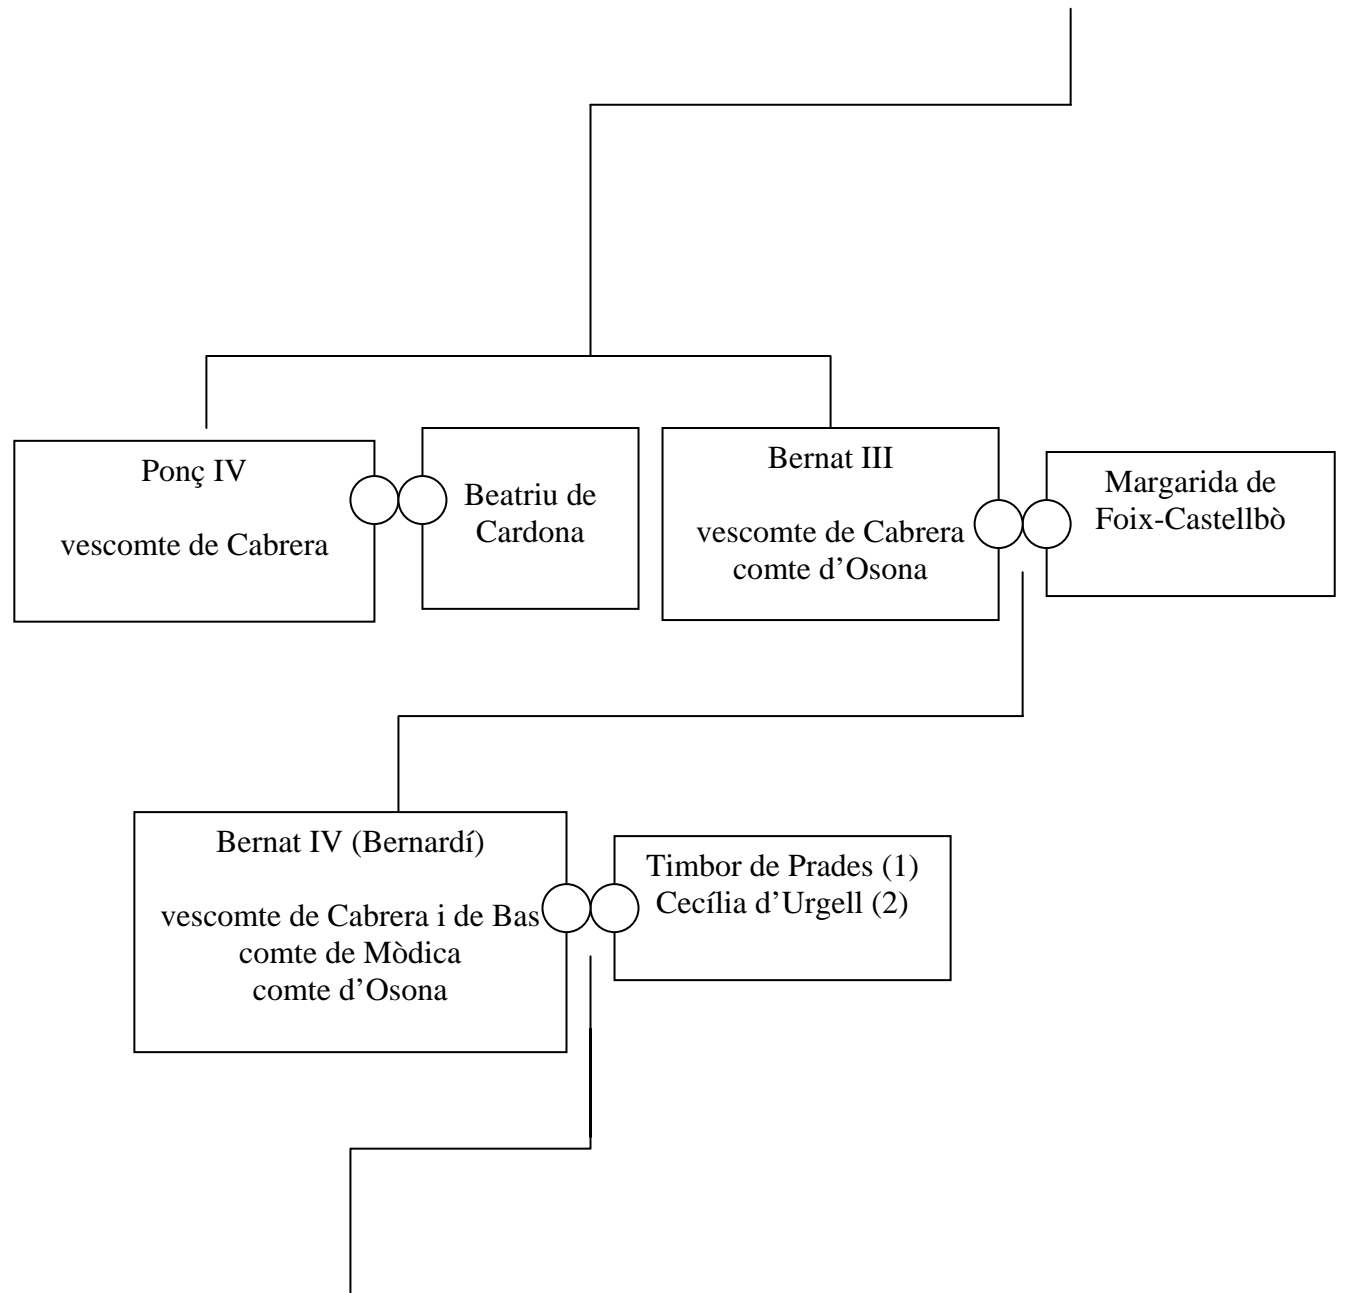 Ponç IV
vescomte de Cabrera
Beatriu de
Cardona
Bernat III
vescomte de Cabrera
comte d’Osona
Margarida de
Foix-Castellbò
Bernat IV (Bernardí)
vescomte de Cabrera i de Bas
comte de Mòdica
comte d’Osona
Timbor de Prades (1)
Cecília d’Urgell (2)